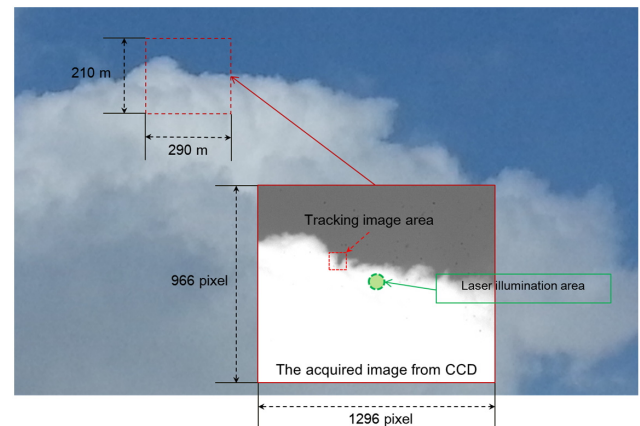 210 m
290 m
Tracking image area
966 pixel
Laser illumination area
The acquired image from CCD
1296 pixel